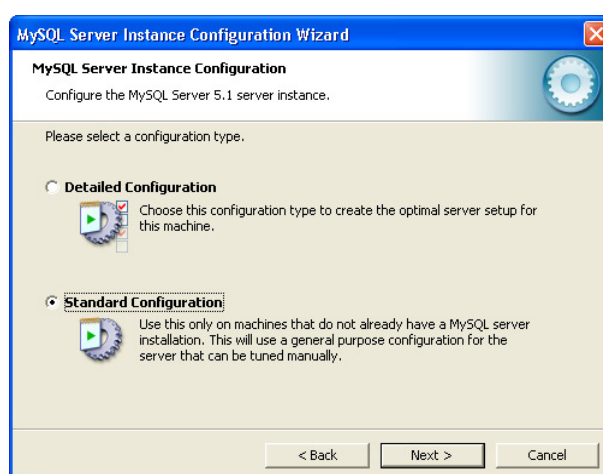 MySQL Server Instance Configuration Wizard
MySQL Server Instance Configuration
Configure the MySQL Server 5.1 server instance.
Please select a configuration type.
Detailed Configuration
Choose this configuration type to create the optimal server setup for
this machine.
Standard Configuration
Use this only on machines that do not already have a MySQL server
installation. This will use a general purpose configuration for the
server that can be tuned manually.
< Back Next > Cancel